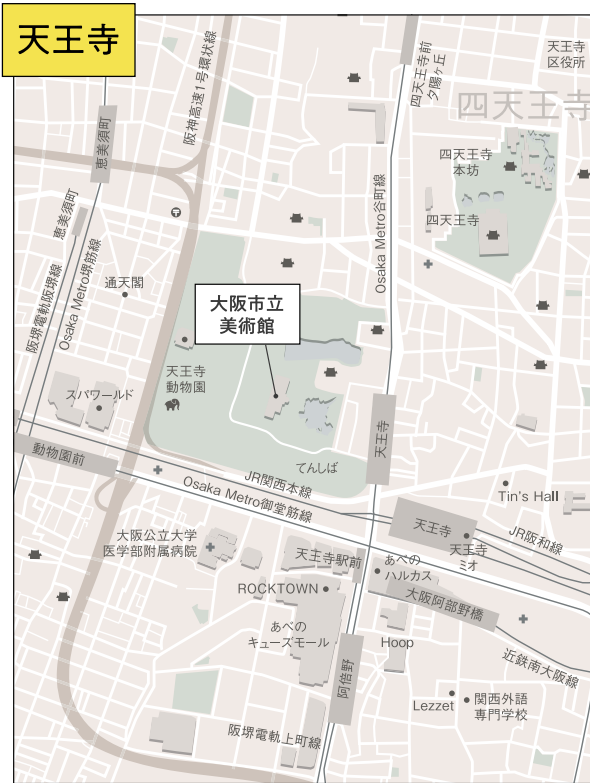 天王寺
四天王寺前
夕陽ヶ丘
天王寺
区役所
四天王寺
阪神高速1号環状線
恵美須町
四天王寺
本坊
Osaka Metro谷町線
恵美須町
四天王寺
通天閣
阪堺電軌阪堺線
Osaka Metro堺筋線
大阪市立
美術館
天王寺
動物園
スパワールド
天王寺
動物園前
てんしば
JR関西本線
Osaka Metro御堂筋線
Tin's Hall
天王寺
JR阪和線
大阪公立大学
医学部附属病院
天王寺駅前
天王寺
ミオ
あべの
ハルカス
ROCKTOWN
大阪阿部野橋
あべの
キューズモール
Hoop
近鉄南大阪線
阿倍野
Lezzet
関西外語
専門学校
阪堺電軌上町線